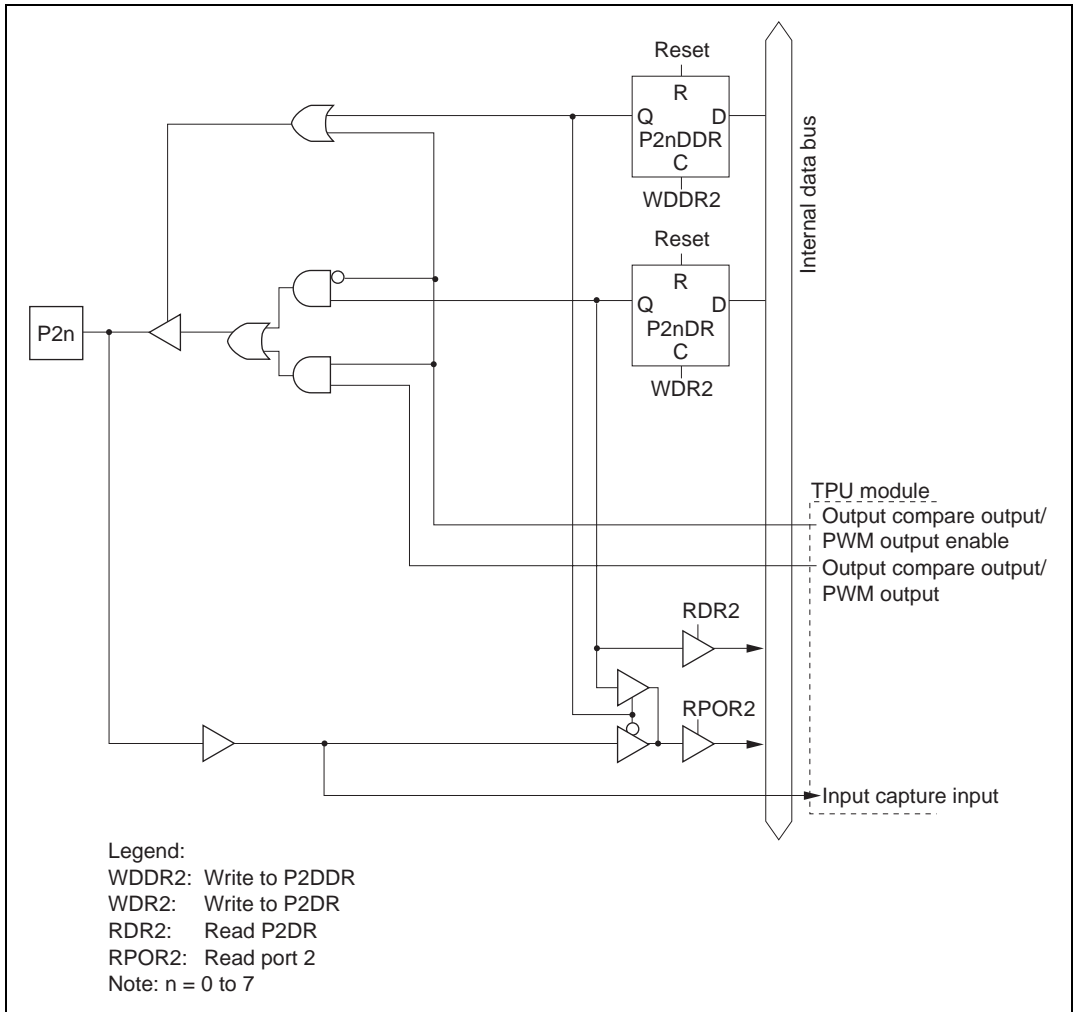 Reset
R
Q D
P2nDDR
C
WDDR2
Reset
R
Q D
P2nDR
C
WDR2
Internal data bus
P2n
TPU module
Output compare output/
PWM output enable
Output compare output/
PWM output
RDR2
RPOR2
Input capture input
Legend:
WDDR2: Write to P2DDR
WDR2: Write to P2DR
RDR2: Read P2DR
RPOR2: Read port 2
Note: n = 0 to 7